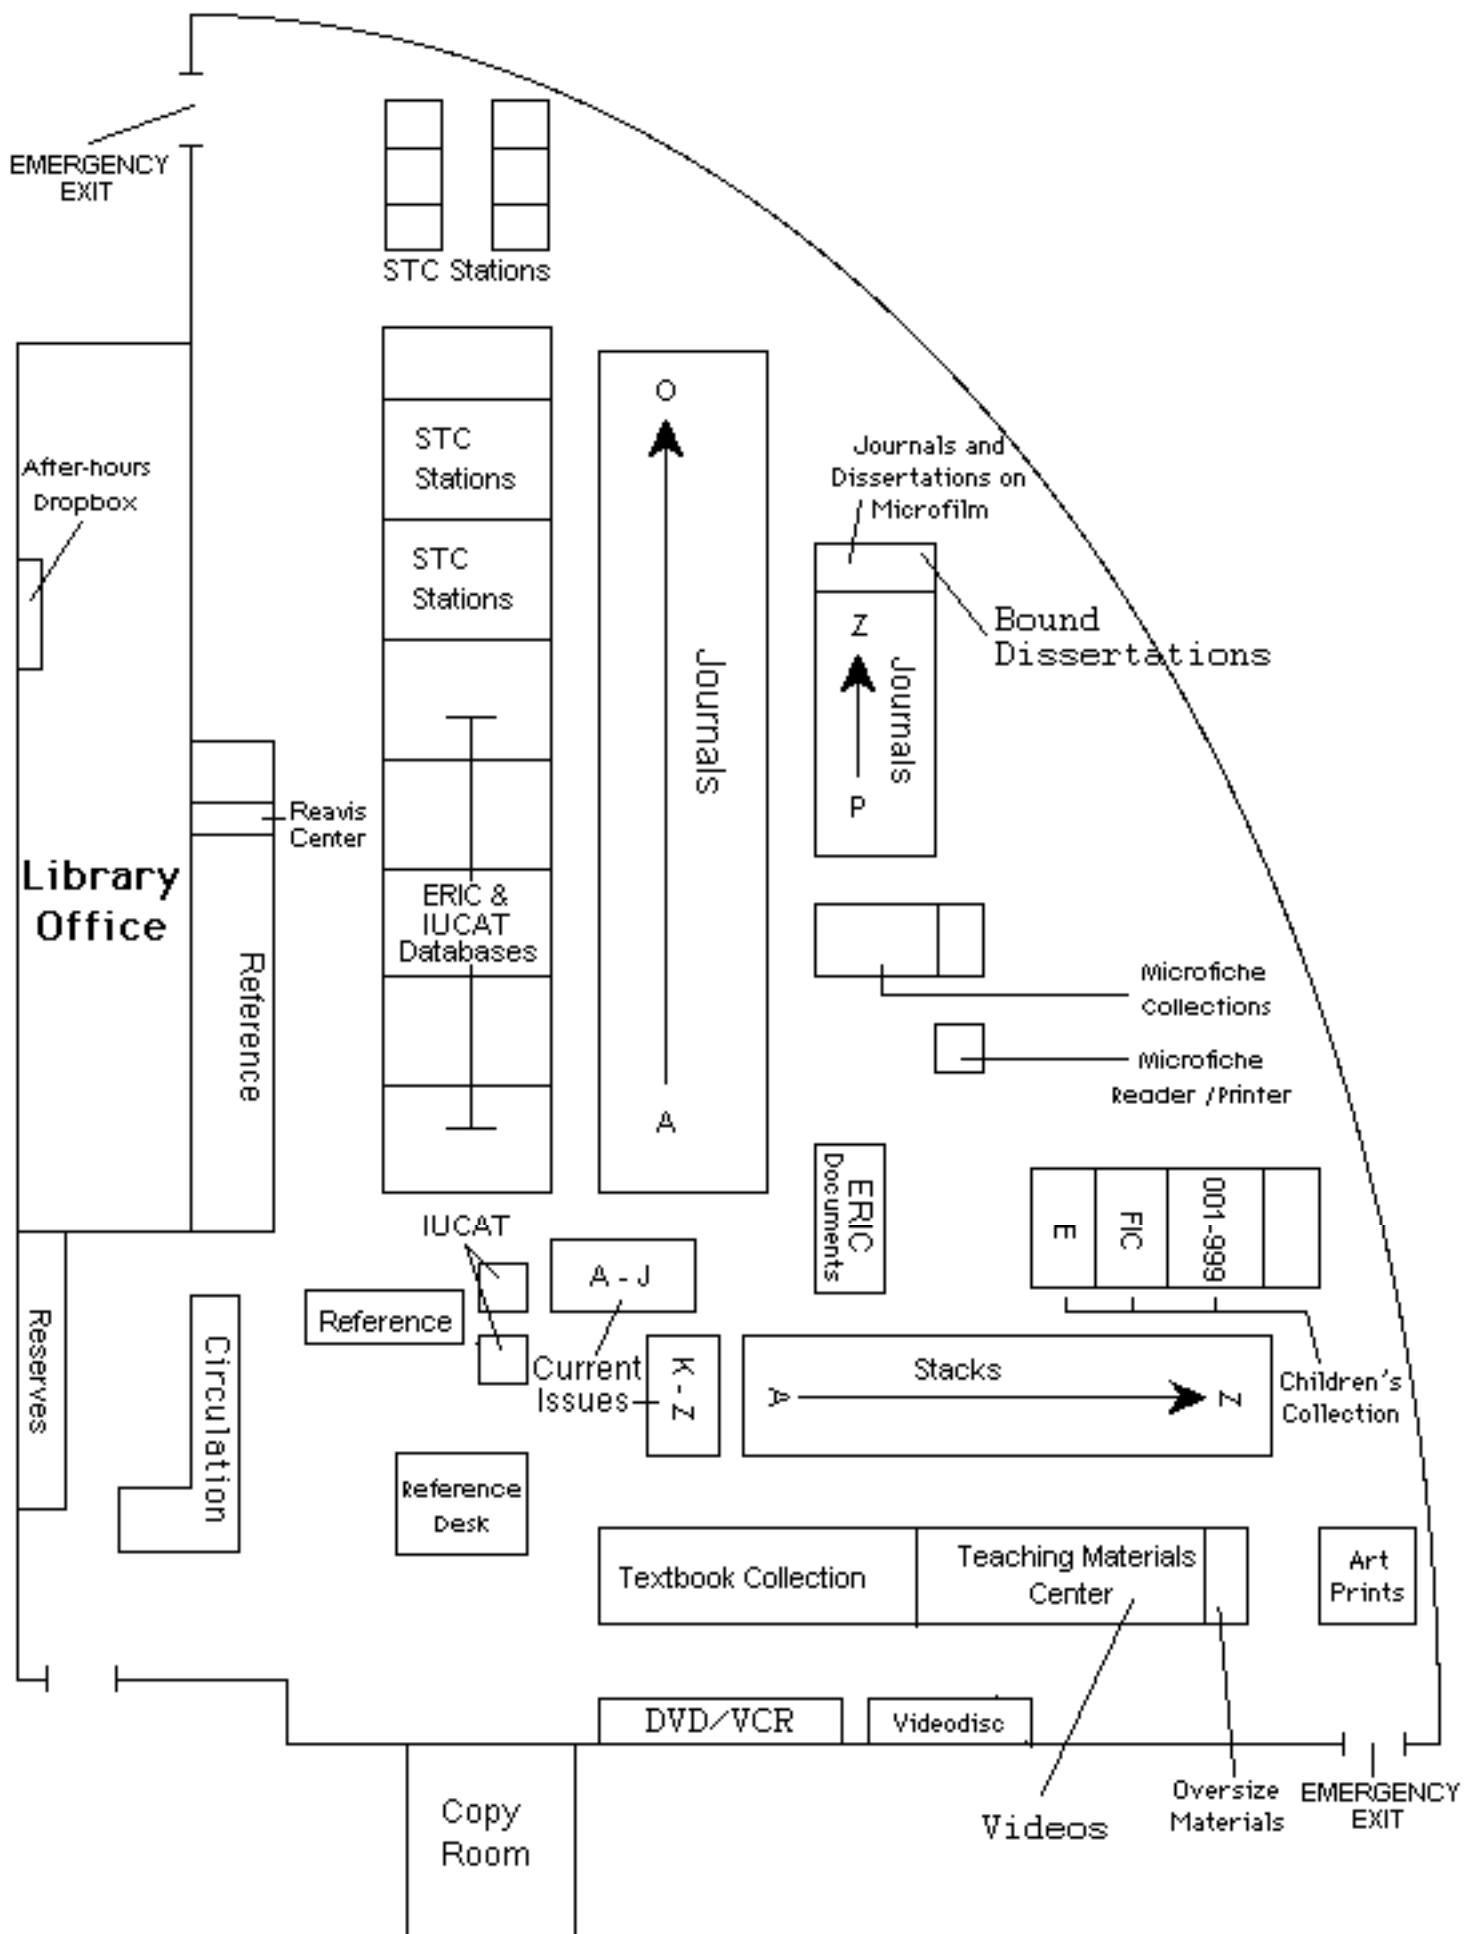 EMERGENCY
EXIT
STC Stations
O
STC
Stations
Journals and
Dissertations on
Microfilm
After-hours
Dropbox
STC
Stations
Z
Bound
Dissertations
Journals
Journals
P
Reavis
Center
Library
Office
ERIC &
IUCAT
Databases
Reference
Microfiche
Collections
Microfiche
Reader / Printer
A
ERIC
Documents
E
FIC
001-999
IUCAT
A - J
Reference
Reserves
Circulation
Current
Issues
K - Z
Stacks
A
Z
Children's
Collection
Reference
Desk
Textbook Collection
Teaching Materials
Center
Art
Prints
DVD/VCR
Videodisc
Copy
Room
Videos
Oversize
Materials
EMERGENCY
EXIT